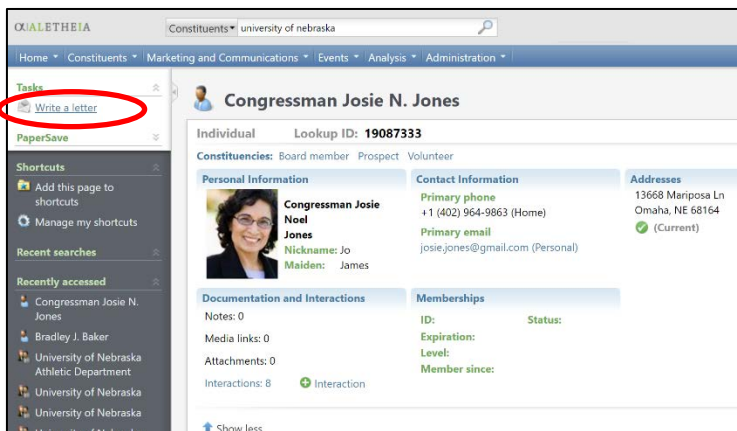 αUALETHEIA
Constituents university of nebraska
Home Constituents Marketing and Communications Events Analysis Administration
Tasks
Write a letter
PaperSave
Shortcuts
Add this page to
shortcuts
Manage my shortcuts
Recent searches
Recently accessed
Congressman Josie N.
Jones
Bradley J. Baker
University of Nebraska
Athletic Department
University of Nebraska
University of Nebraska
University of Nebraska
Congressman Josie N. Jones
Individual Lookup ID: 19087333
Constituencies: Board member Prospect Volunteer
Personal Information
Congressman Josie
Noel
Jones
Nickname: Jo
Maiden: James
Contact Information
Primary phone
+1 (402) 964-9863 (Home)
Primary email
josie.jones@gmail.com (Personal)
Addresses
13668 Mariposa Ln
Omaha, NE 68164
(Current)
Documentation and Interactions
Notes: 0
Media links: 0
Attachments: 0
Interactions: 8 Interaction
Memberships
ID: Status:
Expiration:
Level:
Member since:
Show less